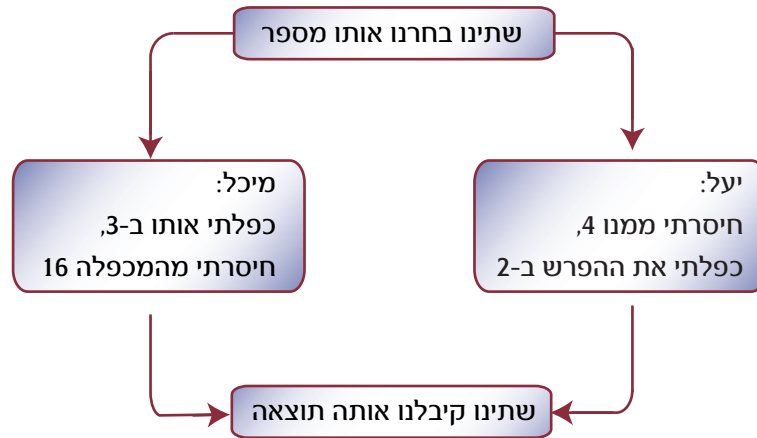 שתינו בחרנו אותו מספר
יעל:
חיסרתי ממנו 4,
כפלתי את ההפרש ב-2
מיכל:
כפלתי אותו ב-3,
חיסרתי מהמכפלה 16
שתינו קיבלנו אותה תוצאה